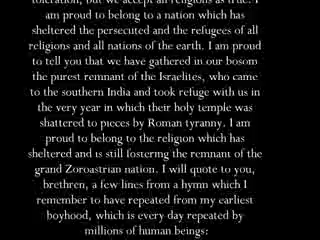 toleration, but we accept all religions as true. I
am proud to belong to a nation which has
sheltered the persecuted and the refugees of all
religions and all nations of the earth. I am proud
to tell you that we have gathered in our bosom
the purest remnant of the Israelites, who came
to the southern India and took refuge with us in
the very year in which their holy temple was
shattered to pieces by Roman tyranny. I am
proud to belong to the religion which has
sheltered and is still fostering the remnant of the
grand Zoroastrian nation. I will quote to you,
brethren, a few lines from a hymn which I
remember to have repeated from my earliest
boyhood, which is every day repeated by
millions of human beings: